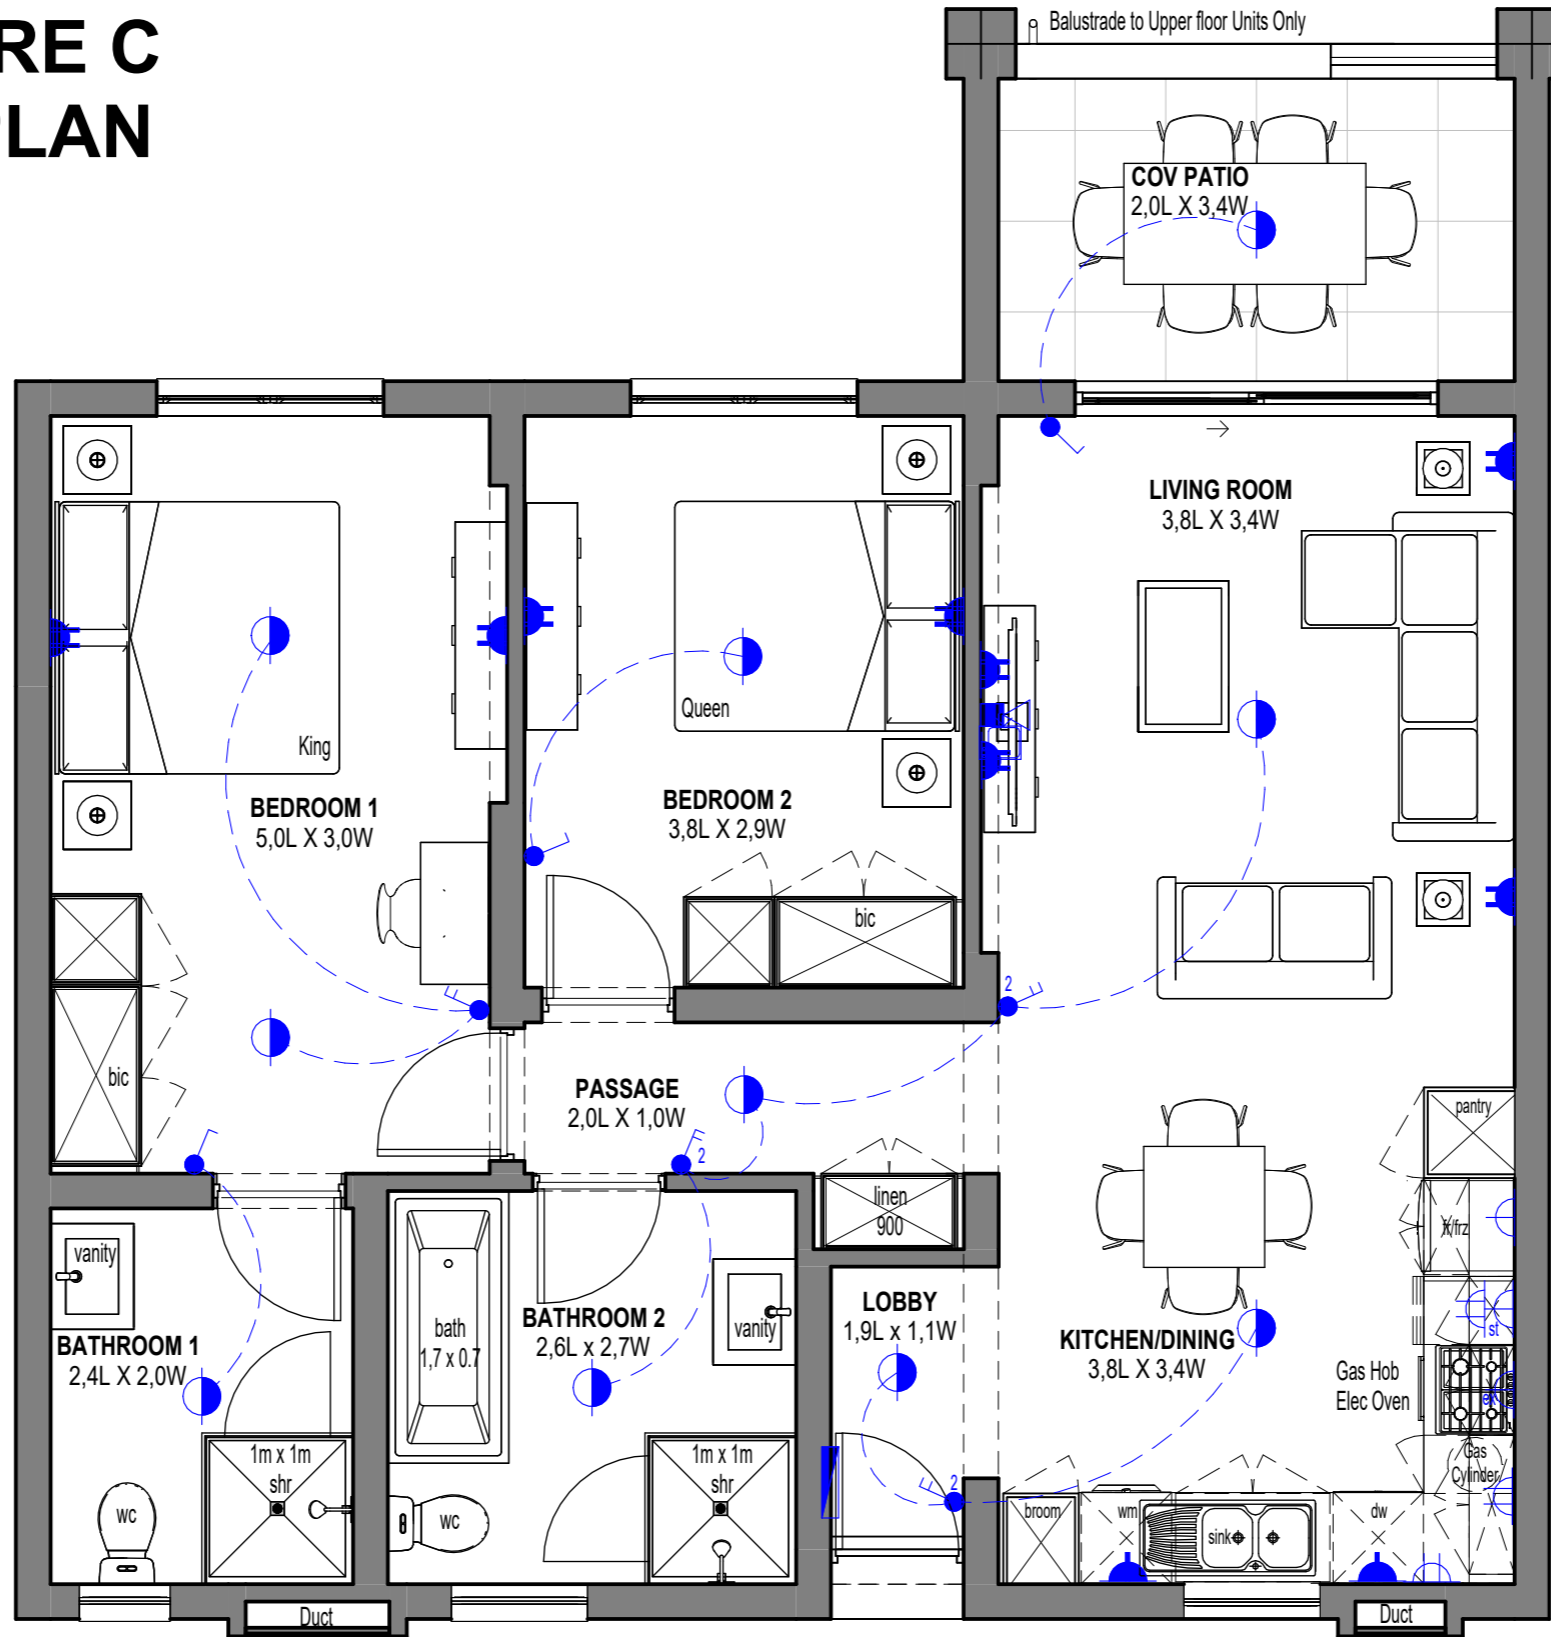 RE C
PLAN
Balustrade to Upper floor Units Only
COV PATIO
2,0L X 3,4W
LIVING ROOM
3,8L X 3,4W
King
Queen
BEDROOM 1
5,0L X 3,0W
BEDROOM 2
3,8L X 2,9W
bic
bic
2
PASSAGE
2,0L X 1,0W
2
pantry
linen
900
fr/frz
vanity
BATHROOM 1
2,4L X 2,0W
bath
1,7 x 0.7
BATHROOM 2
2,6L x 2,7W
vanity
LOBBY
1,9L x 1,1W
KITCHEN/DINING
3,8L X 3,4W
st
Gas Hob
Elec Oven
Gas
Cylinder
1m x 1m
shr
1m x 1m
shr
2
wc
wc
broom
wm
sink
dw
Duct
Duct